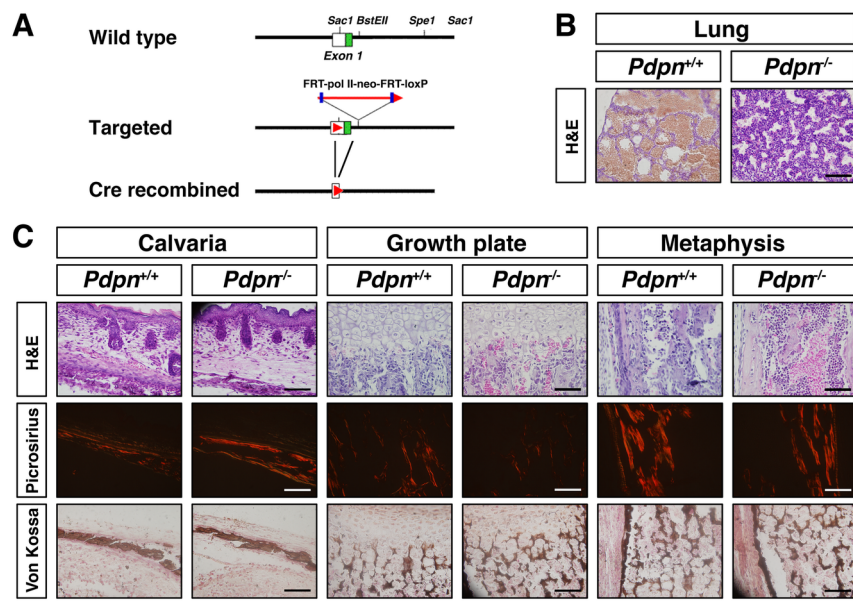 A
Wild type
Sac1 BstEII Spe1 Sac1
Exon 1
FRT-pol II-neo-FRT-loxP
Targeted
Cre recombined
B
Lung
Pdpn+/+ Pdpn-/-
H&E
C
Calvaria Growth plate Metaphysis
Pdpn+/+ Pdpn-/- Pdpn+/+ Pdpn-/- Pdpn+/+ Pdpn-/-
H&E
Picrosirius
Von Kossa